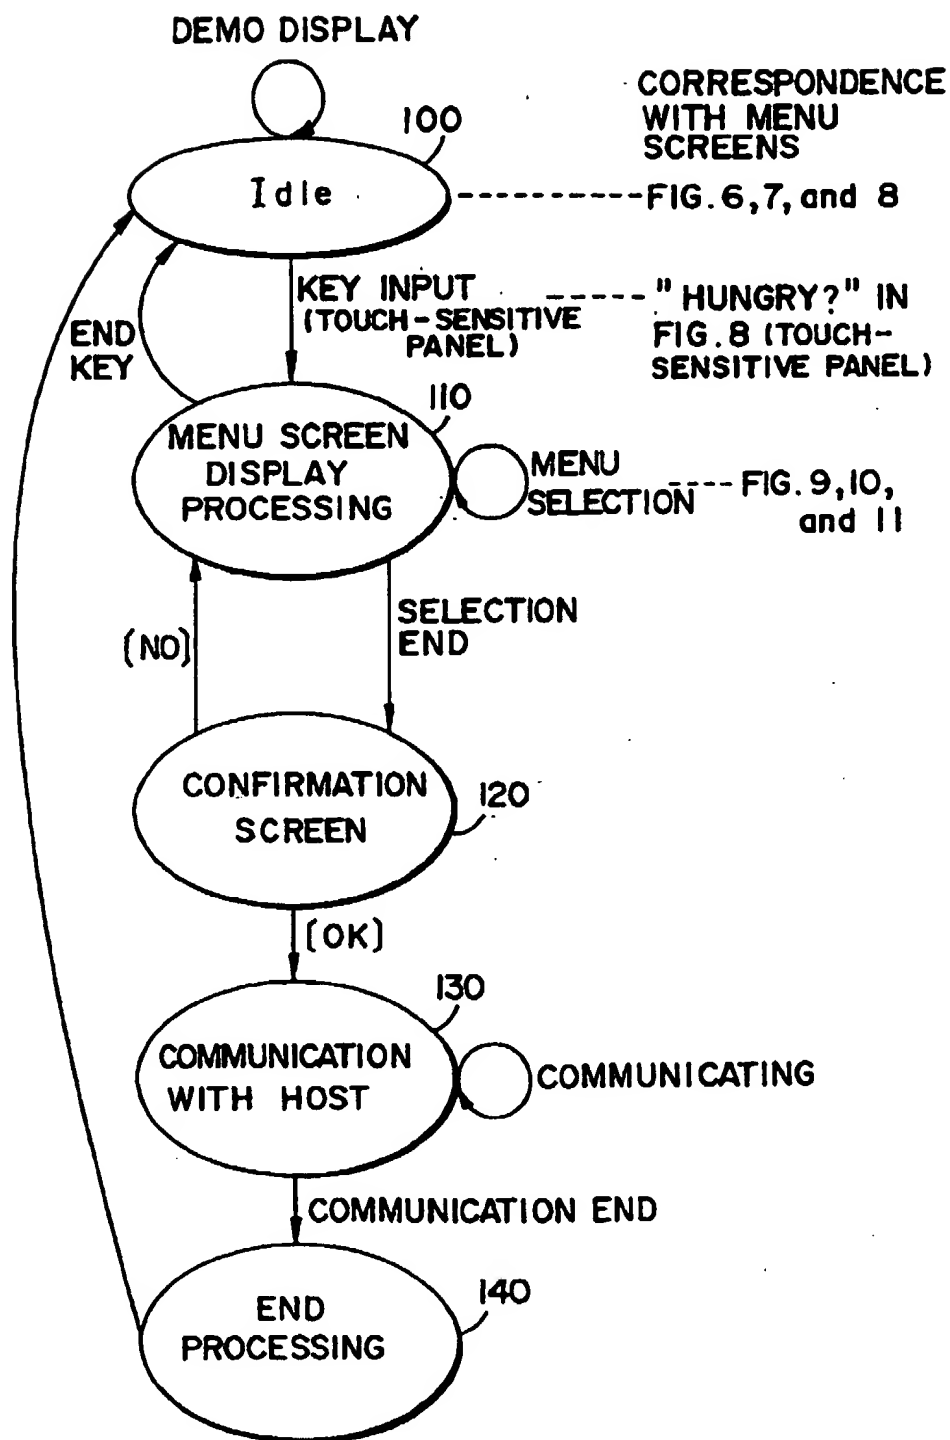 DEMO DISPLAY
100
CORRESPONDENCE
WITH MENU
SCREENS
Idle
FIG. 6, 7, and 8
KEY INPUT
(TOUCH-SENSITIVE
PANEL)
"HUNGRY?" IN
FIG. 8 (TOUCH-
SENSITIVE PANEL)
END
KEY
110
MENU SCREEN
DISPLAY
PROCESSING
MENU
SELECTION
FIG. 9, 10,
and 11
(NO)
SELECTION
END
CONFIRMATION
SCREEN
120
(OK)
130
COMMUNICATION
WITH HOST
COMMUNICATING
COMMUNICATION END
140
END
PROCESSING